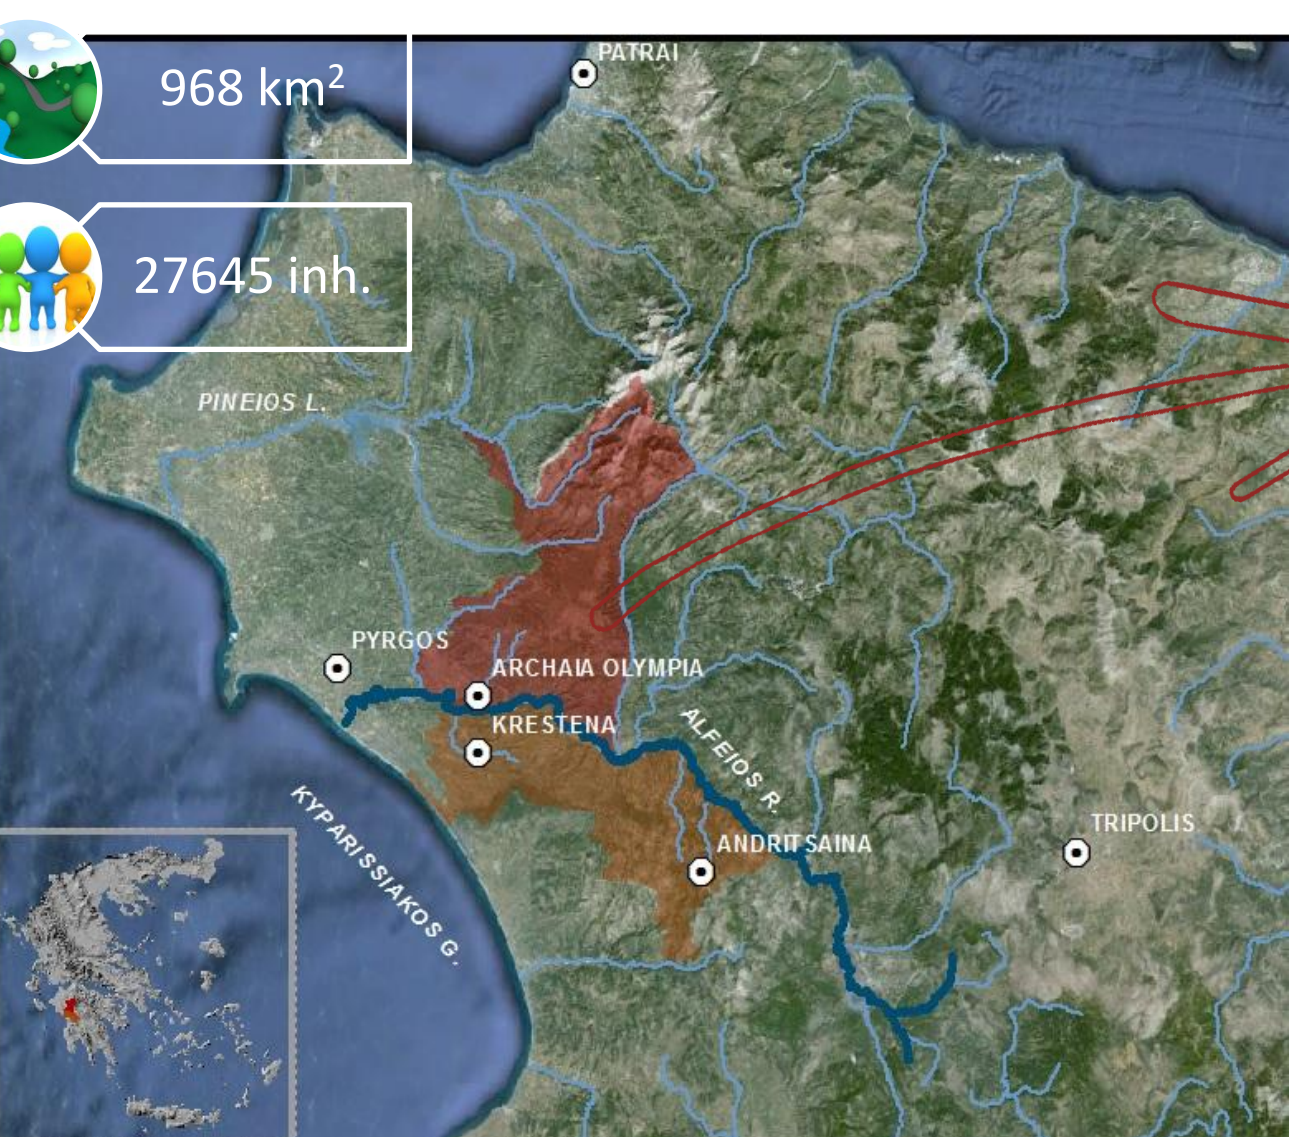 PATRAI
968 km²
27645 inh.
PINEIOS L.
PYRGOS
ARCHAIA OLYMPIA
KRESTENA
ALFEIOS R.
KYPARISSIAKOS G.
TRIPOLIS
ANDRITSAINA